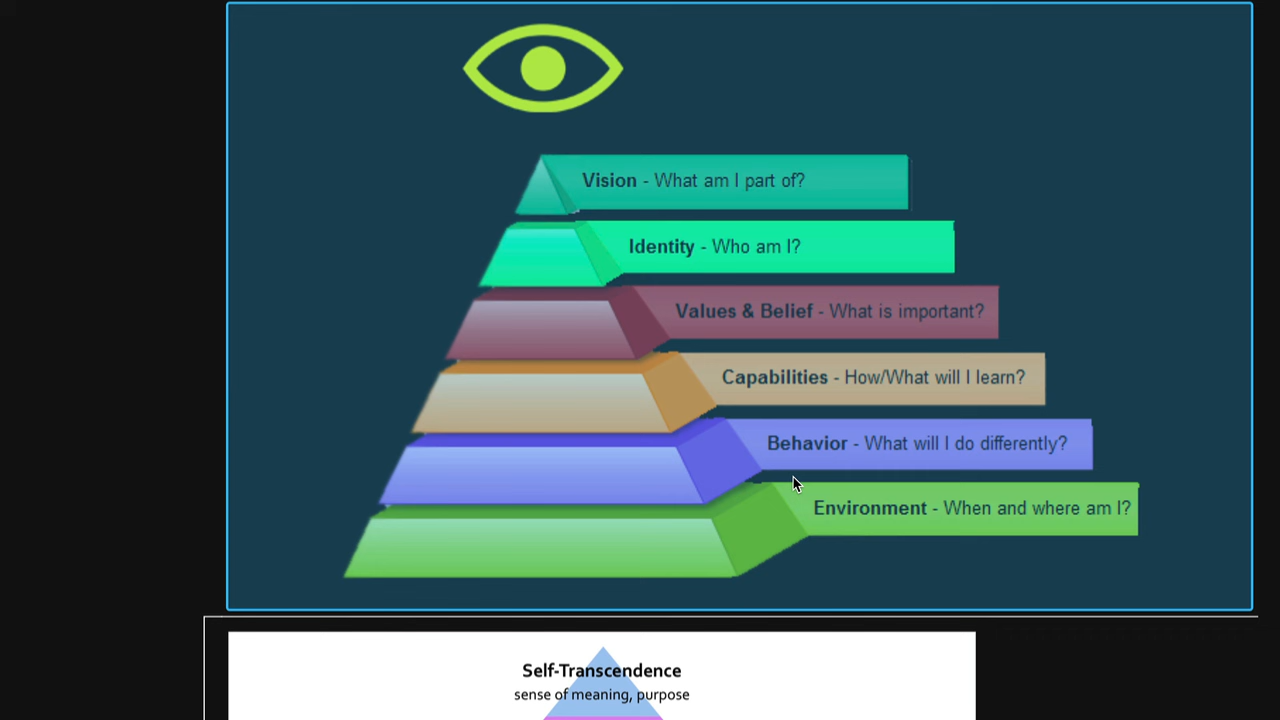 Vision - What am I part of?
Identity - Who am I?
Values & Belief - What is important?
Capabilities - How/What will I learn?
Behavior - What will I do differently?
Environment - When and where am I?
Self-Transcendence
sense of meaning, purpose